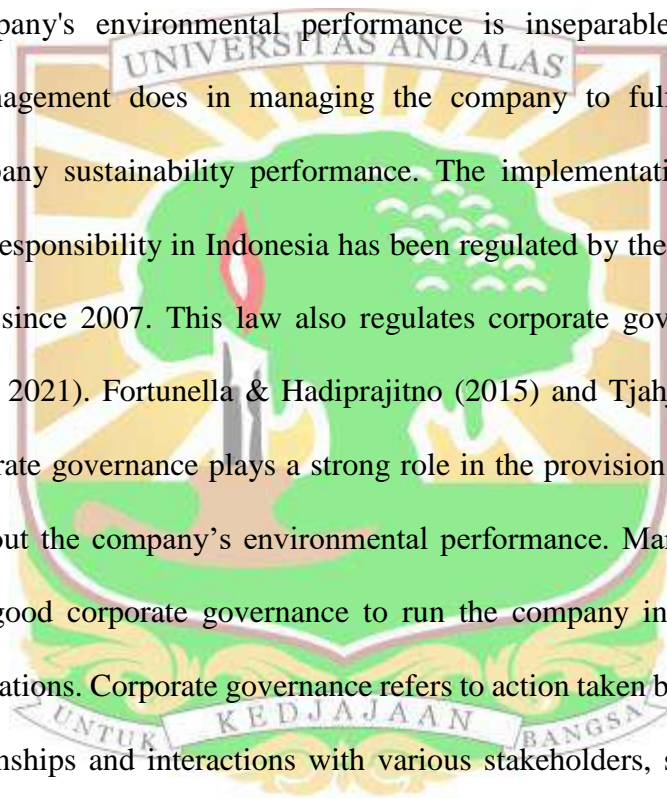 pany's environmental performance is inseparable
UNIVERSITAS ANDALAS
nagement does in managing the company to ful
pany sustainability performance. The implementati
responsibility in Indonesia has been regulated by the
since 2007. This law also regulates corporate gov
2021). Fortunella & Hadiprajitno (2015) and Tjah
rate governance plays a strong role in the provision
out the company's environmental performance. Ma
good corporate governance to run the company in
ations. Corporate governance refers to action taken b
UNTUK KEDJAJAAN BANGSA
nships and interactions with various stakeholders, s